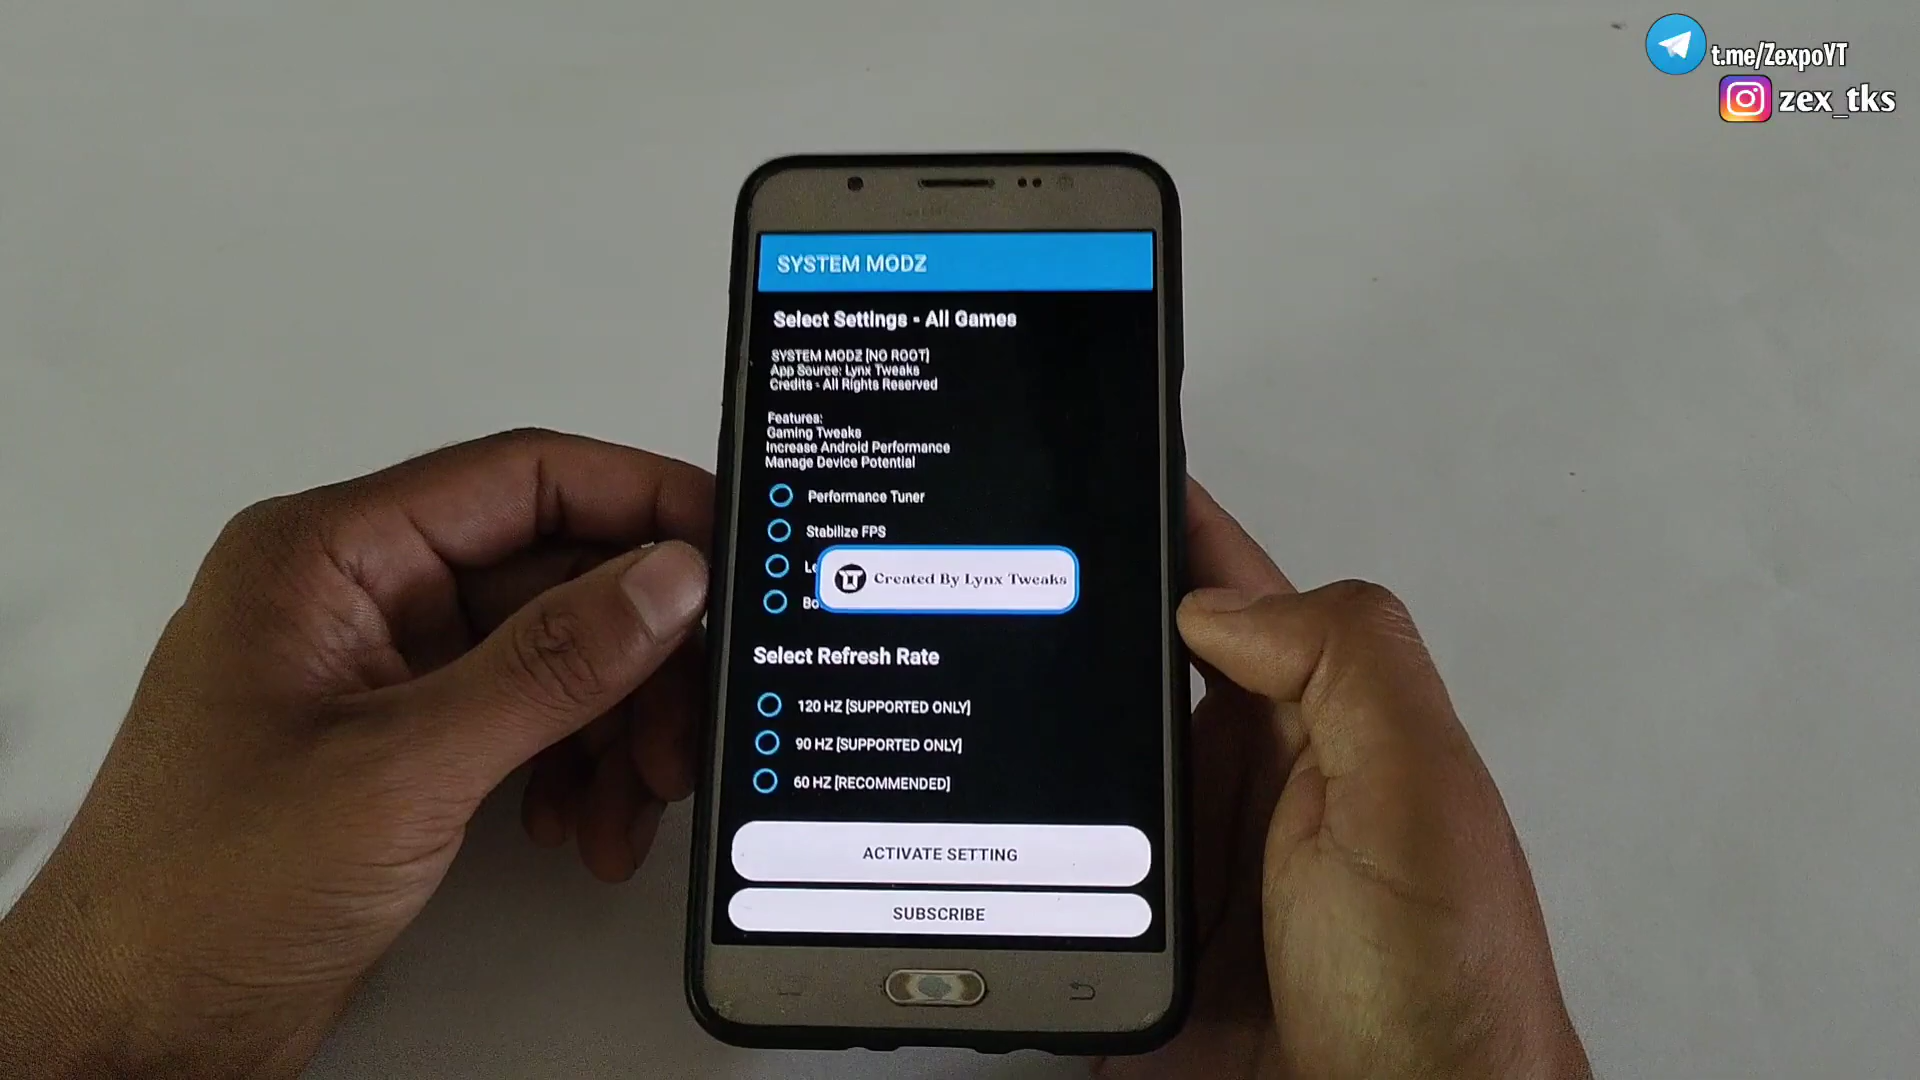 t.me/ZexpoYT
zex_tks
SYSTEM MODZ
Select Settings - All Games
SYSTEM MODZ [NO ROOT]
App Source: Lynx Tweaks
Credits - All Rights Reserved
Features:
Gaming Tweaks
Increase Android Performance
Manage Device Potential
Performance Tuner
Stabilize FPS
Le
Created By Lynx Tweaks
Bo
Select Refresh Rate
120 HZ [SUPPORTED ONLY]
90 HZ [SUPPORTED ONLY]
60 HZ [RECOMMENDED]
ACTIVATE SETTING
SUBSCRIBE